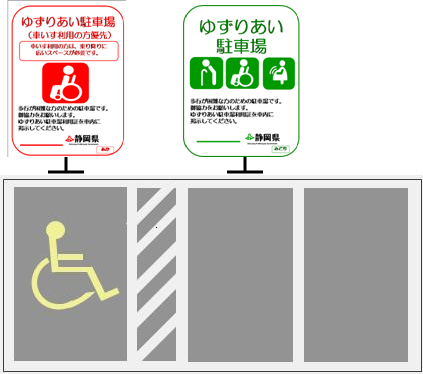 ゆずりあい駐車場
(車いす利用の方優先)
車いす利用の方は、乗り降りに
広いスペースが必要です。
歩行が困難な方のための駐車場です。
御協力をお願いします。
ゆずりあい駐車場利用証を車内に
掲示してください。
静岡県
あか
ゆずりあい
駐車場
歩行が困難な方のための駐車場です。
御協力をお願いします。
ゆずりあい駐車場利用証を車内に
掲示してください。
静岡県
みどり